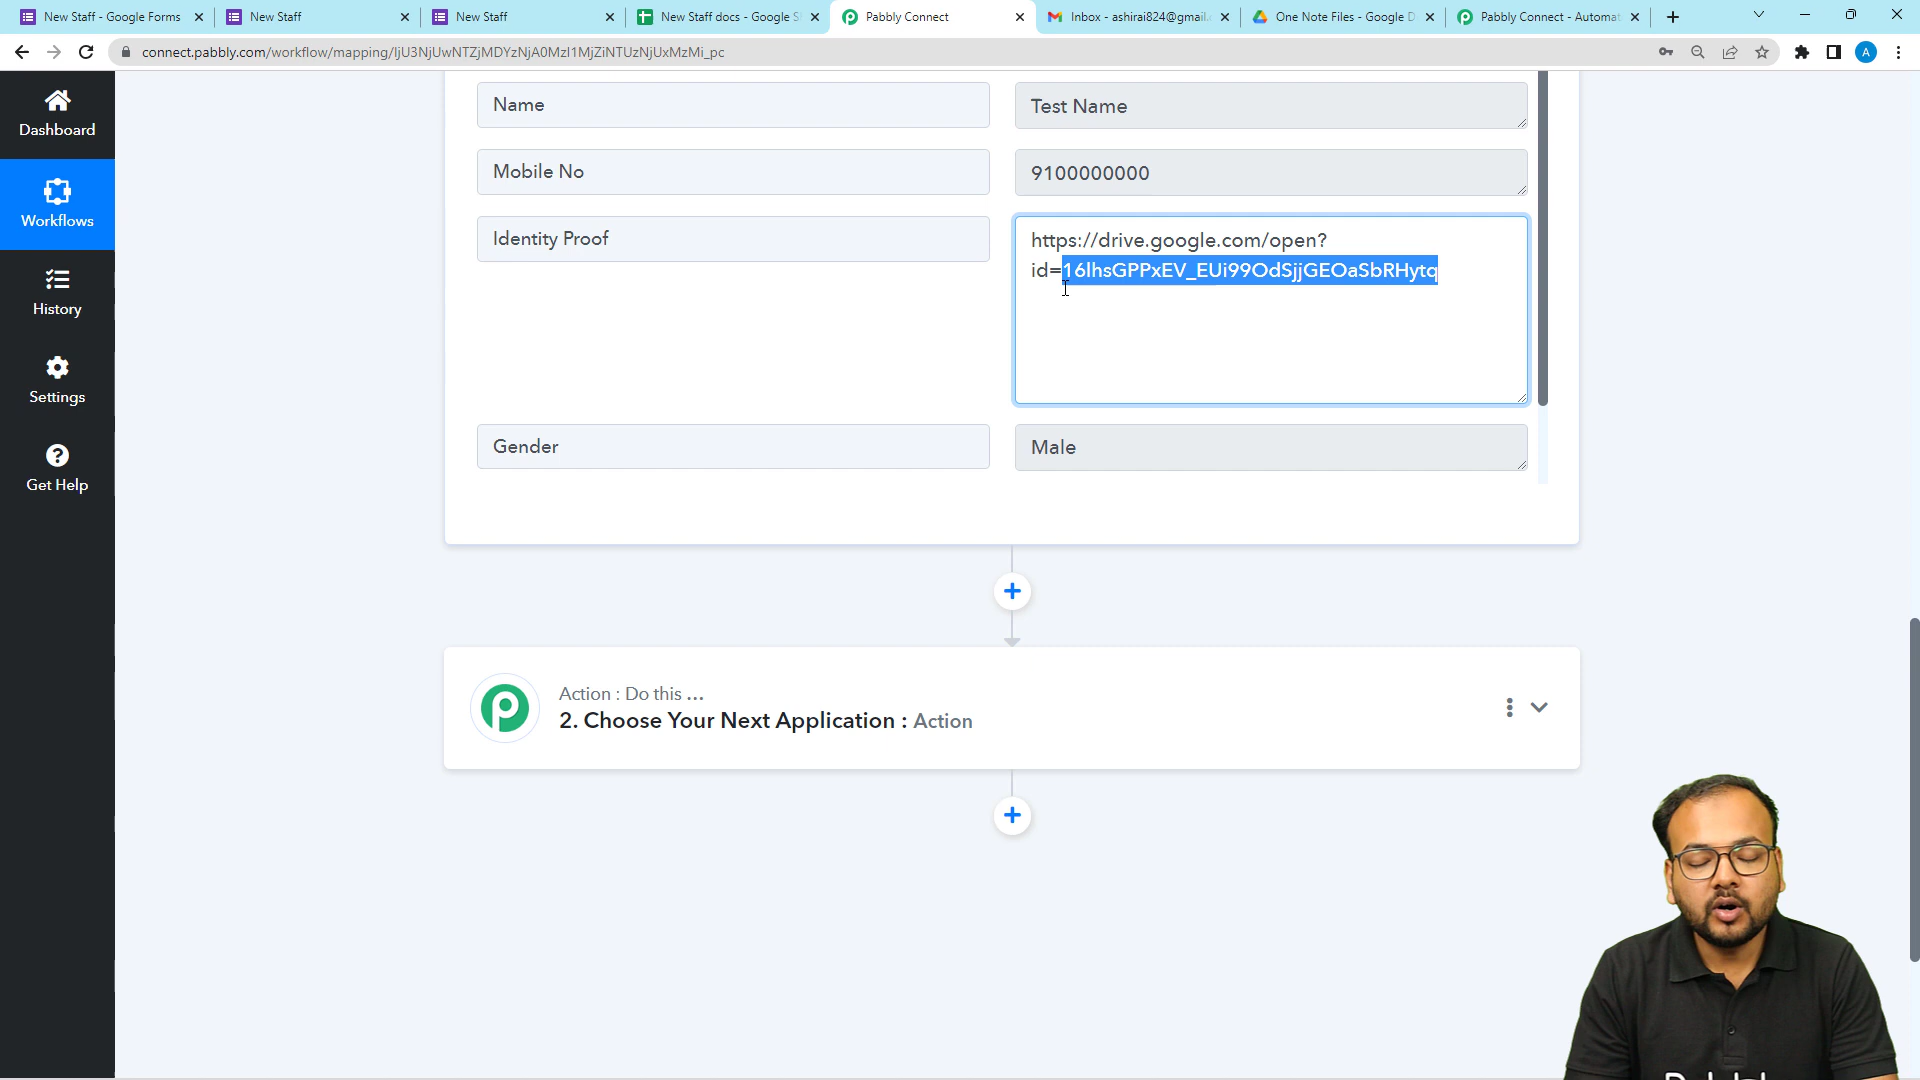 New Staff - Google Forms
New Staff
New Staff
New Staff docs - Google S
Pabbly Connect
Inbox - ashirai824@gmail.
One Note Files - Google D
Pabbly Connect - Automat
connect.pabbly.com/workflow/mapping/IjU3NjUwNTZjMDYzNjA0MzI1MjZiNTUzNjUxMzMi_pc
A
Dashboard
Workflows
History
Settings
Get Help
Name
Test Name
Mobile No
9100000000
Identity Proof
https://drive.google.com/open?
id=16lhsGPPxEV_EUi99OdSjjGEOaSbRHytq
Gender
Male
Action : Do this ...
2. Choose Your Next Application : Action